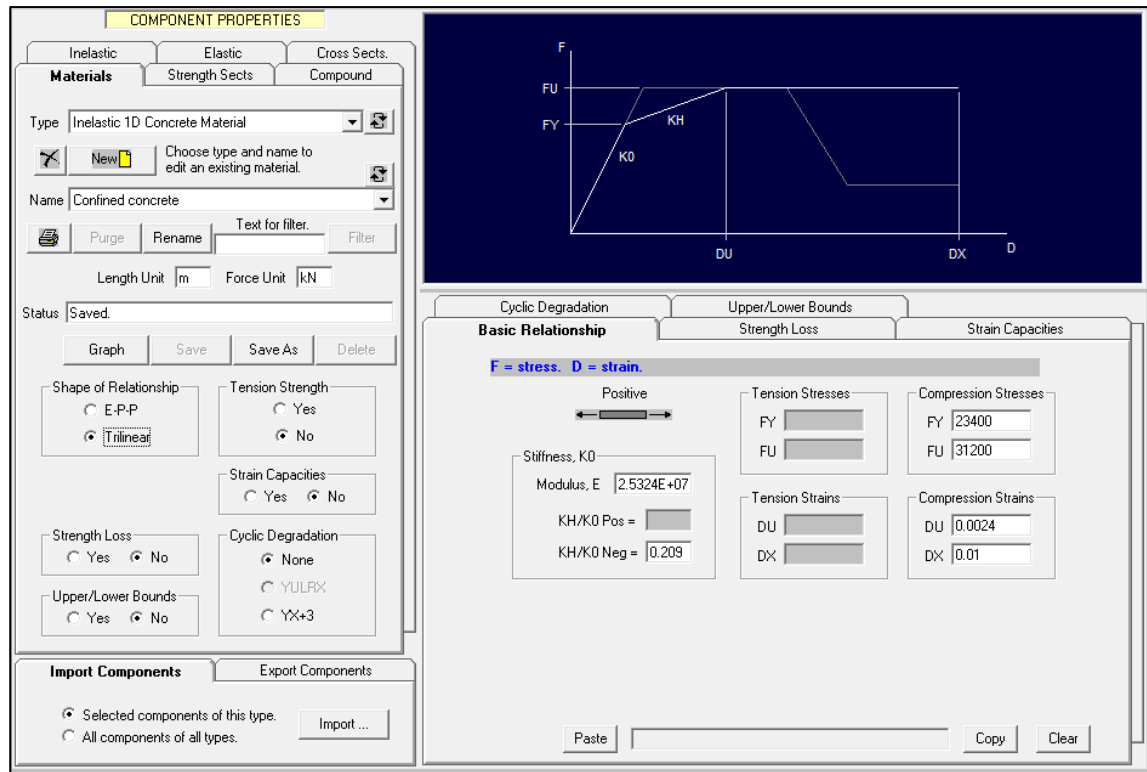 COMPONENT PROPERTIES
Inelastic
Elastic
Cross Sects.
Materials
Strength Sects
Compound
Type
Inelastic 1D Concrete Material
New
Choose type and name to
edit an existing material.
Name
Confined concrete
Purge
Rename
Text for filter.
Filter
Length Unit
m
Force Unit
kN
Status
Saved.
Graph
Save
Save As
Delete
Shape of Relationship
E-P-P
Trilinear
Tension Strength
Yes
No
Strain Capacities
Yes
No
Strength Loss
Yes
No
Cyclic Degradation
None
YULRX
YX+3
Upper/Lower Bounds
Yes
No
Import Components
Export Components
Selected components of this type.
All components of all types.
Import ...
F
FU
FY
KH
K0
DU
DX
D
Cyclic Degradation
Upper/Lower Bounds
Basic Relationship
Strength Loss
Strain Capacities
F = stress. D = strain.
Positive
Stiffness, K0
Modulus, E
2.5324E+07
KH/K0 Pos =
KH/K0 Neg =
0.209
Tension Stresses
FY
FU
Compression Stresses
FY
23400
FU
31200
Tension Strains
DU
DX
Compression Strains
DU
0.0024
DX
0.01
Paste
Copy
Clear